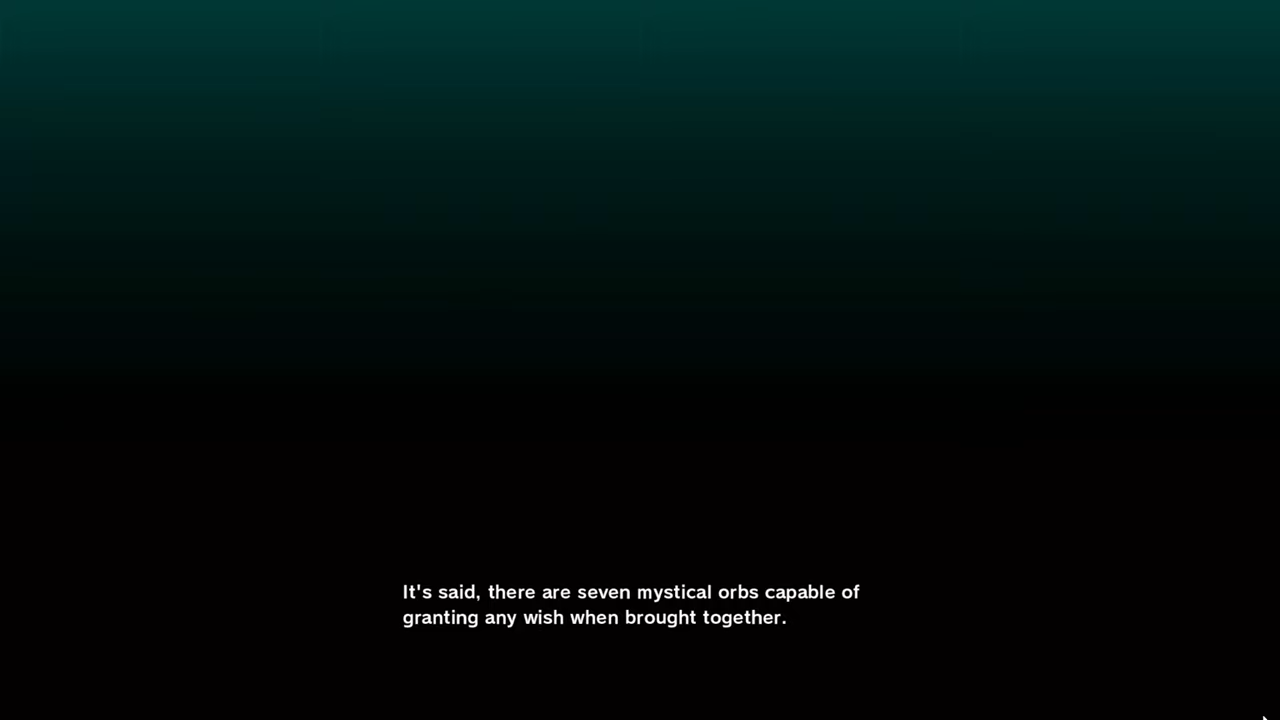 It's said, there are seven mystical orbs capable of
granting any wish when brought together.